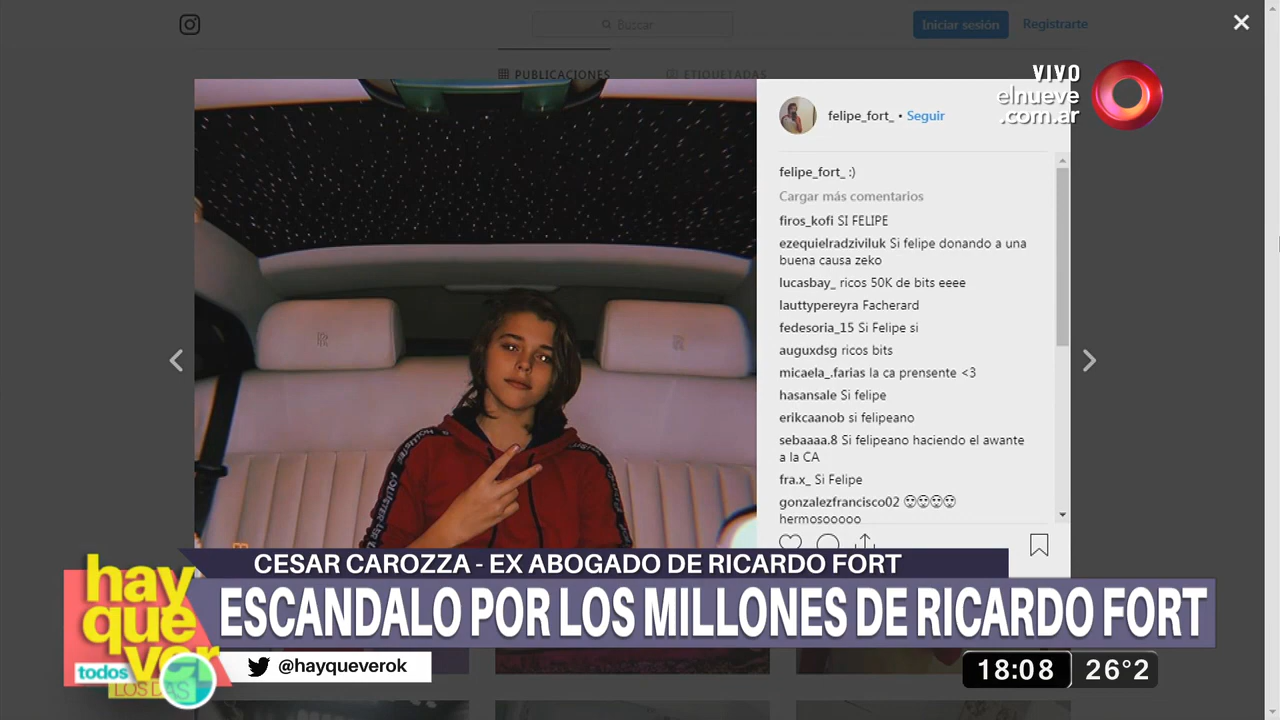 Buscar
Iniciar sesión
Registrarte
PUBLICACIONES
ETIQUETADAS
VIVO
elnueve
.com.ar
felipe_fort_ • Seguir
felipe_fort_ :)
Cargar más comentarios
firos_kofi SI FELIPE
ezequielradziviluk Si felipe donando a una
buena causa zeko
lucasbay_ ricos 50K de bits eeee
lauttypereyra Facherard
fedesoria_15 Si Felipe si
auguxdsg ricos bits
micaela_.farias la ca prensente <3
hasansale Si felipe
erikcaanob si felipeano
sebaaaa.8 Si felipeano haciendo el awante
a la CA
fra.x_ Si Felipe
gonzalezfrancisco02 😍😍😍😍
hermosooooo
CESAR CAROZZA - EX ABOGADO DE RICARDO FORT
ESCANDALO POR LOS MILLONES DE RICARDO FORT
hay
que
ver
todos
LOS DÍAS
@hayqueverok
18:08
26°2